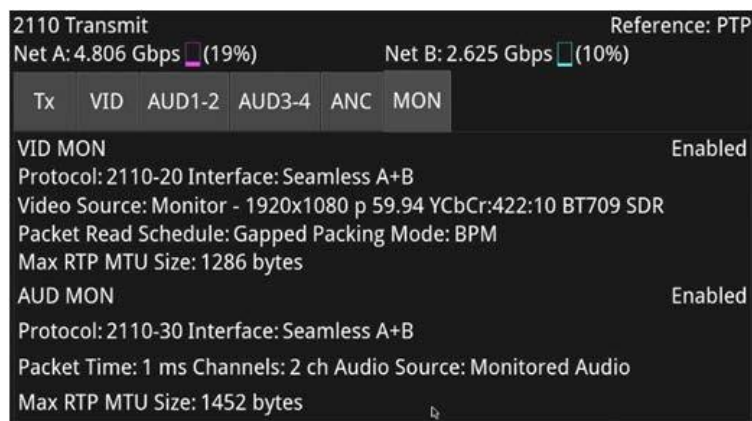 2110 Transmit Reference: PTP
Net A: 4.806 Gbps (19%) Net B: 2.625 Gbps (10%)
Tx VID AUD1-2 AUD3-4 ANC MON
VID MON Enabled
Protocol: 2110-20 Interface: Seamless A+B
Video Source: Monitor - 1920x1080 p 59.94 YCbCr:422:10 BT709 SDR
Packet Read Schedule: Gapped Packing Mode: BPM
Max RTP MTU Size: 1286 bytes
AUD MON Enabled
Protocol: 2110-30 Interface: Seamless A+B
Packet Time: 1 ms Channels: 2 ch Audio Source: Monitored Audio
Max RTP MTU Size: 1452 bytes